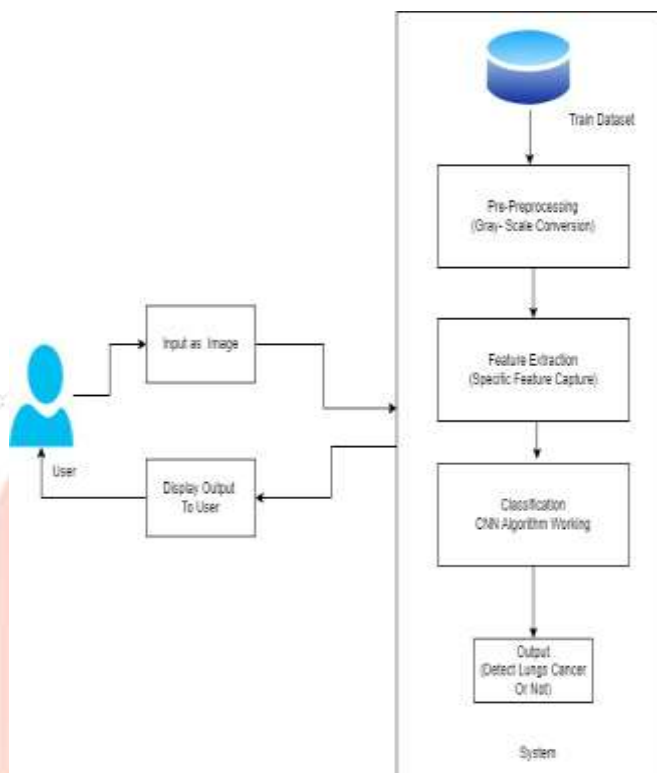 Train Dataset
Pre-Preprocessing
(Gray- Scale Conversion)
Input as Image
Feature Extraction
(Specific Feature Capture)
User
Display Output
To User
Classification
CNN Algorithm Working
Output
(Detect Lungs Cancer
Or Not)
System